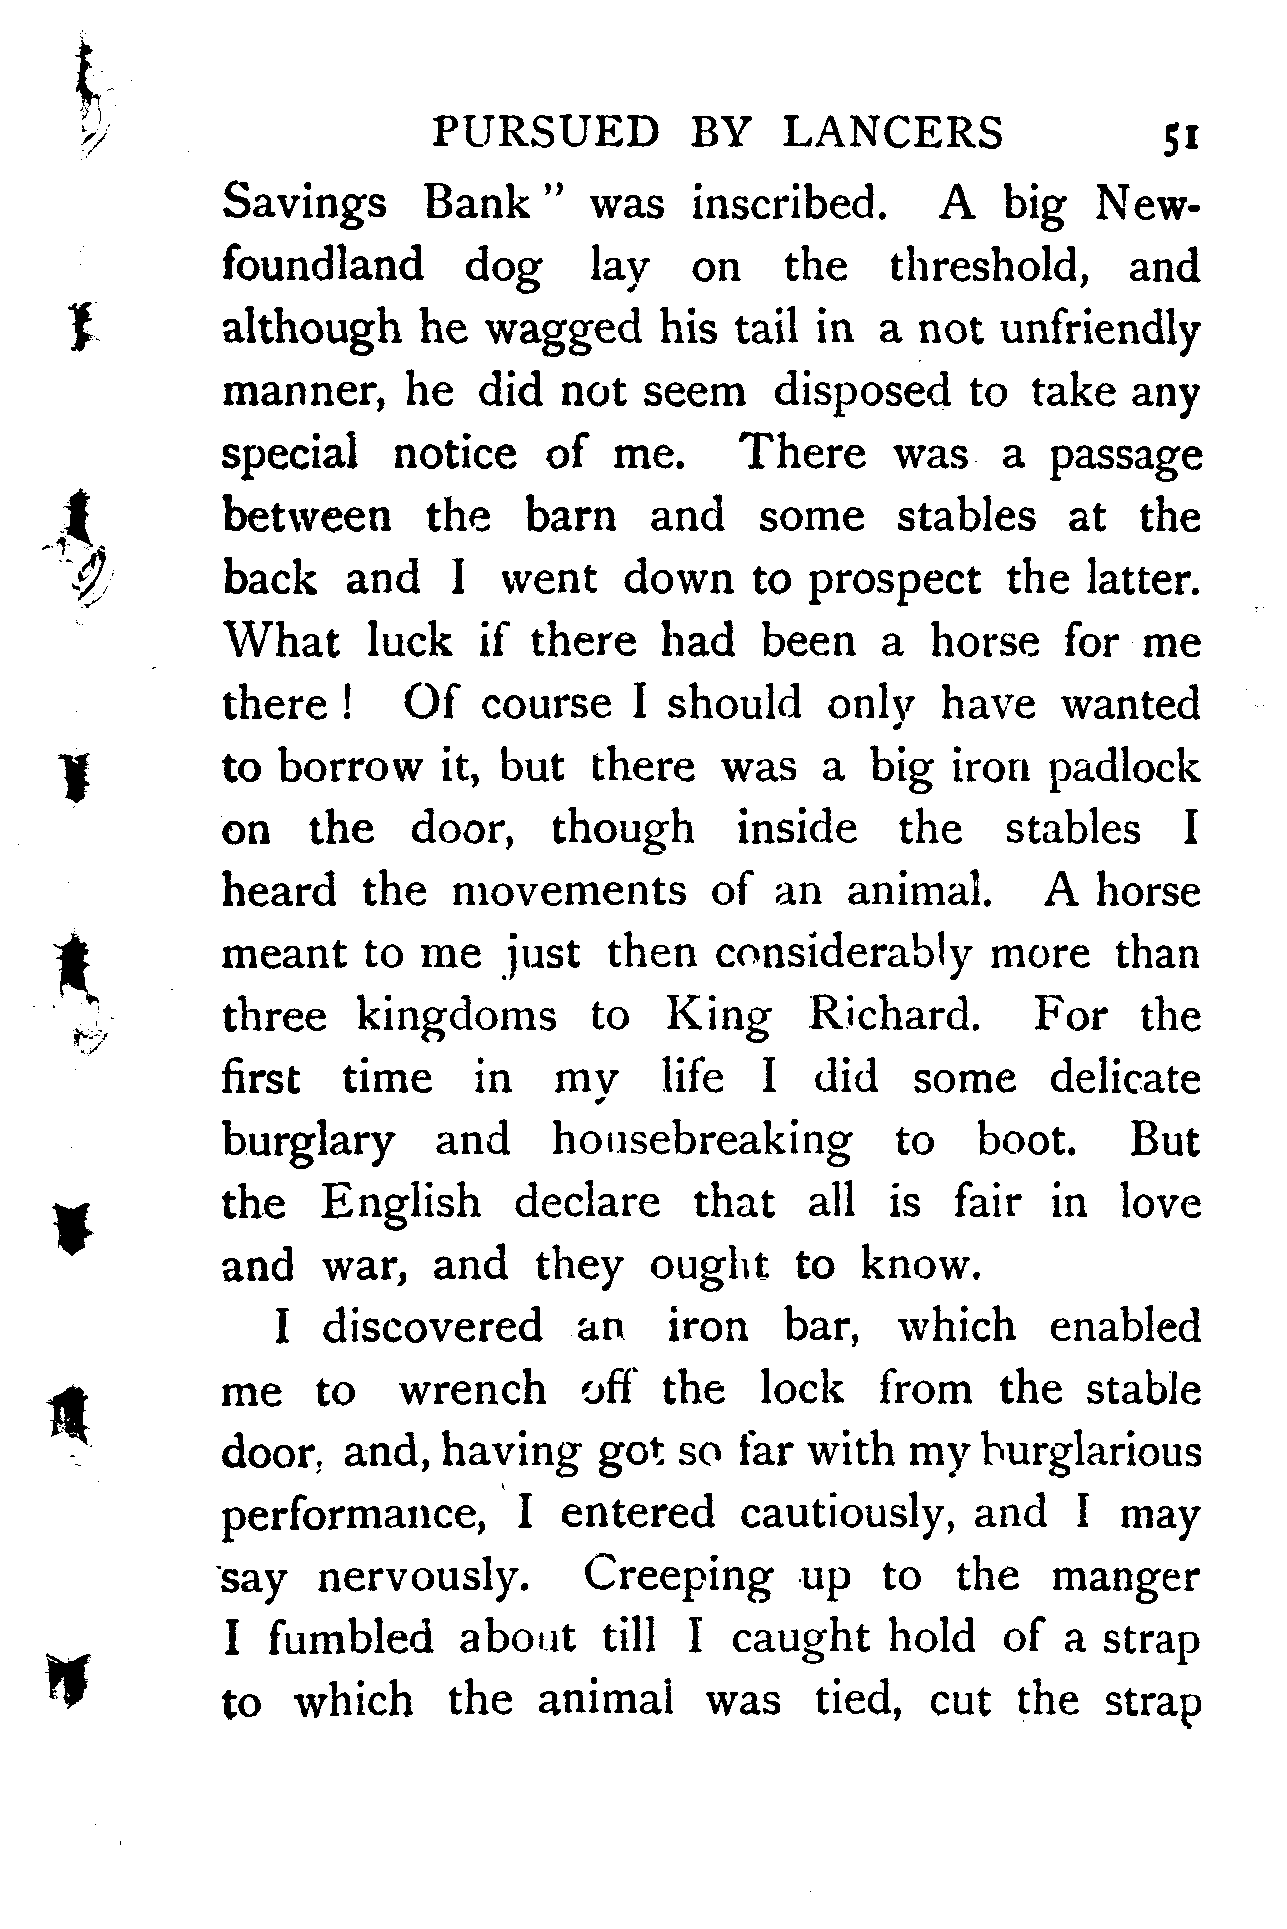 PURSUED BY LANCERS 51
Savings Bank" was inscribed. A big New-
foundland dog lay on the threshold, and
although he wagged his tail in a not unfriendly
manner, he did not seem disposed to take any
special notice of me. There was a passage
between the barn and some stables at the
back and I went down to prospect the latter.
What luck if there had been a horse for me
there! Of course I should only have wanted
to borrow it, but there was a big iron padlock
on the door, though inside the stables I
heard the movements of an animal. A horse
meant to me just then considerably more than
three kingdoms to King Richard. For the
first time in my life I did some delicate
burglary and housebreaking to boot. But
the English declare that all is fair in love
and war, and they ought to know.
I discovered an iron bar, which enabled
me to wrench off the lock from the stable
door, and, having got so far with my burglarious
performance, I entered cautiously, and I may
say nervously. Creeping up to the manger
I fumbled about till I caught hold of a strap
to which the animal was tied, cut the strap